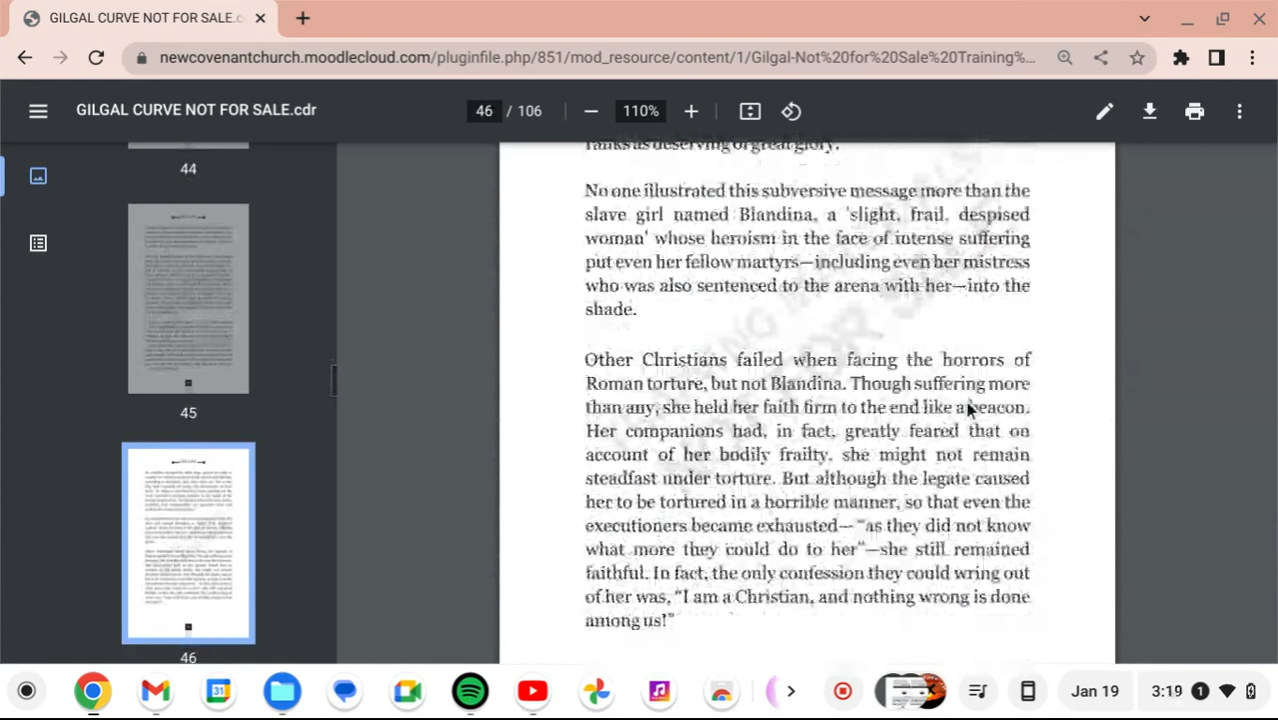 GILGAL CURVE NOT FOR SALE.c
newcovenantchurch.moodlecloud.com/pluginfile.php/851/mod_resource/content/1/Gilgal-Not%20for%20Sale%20Training%...
GILGAL CURVE NOT FOR SALE.cdr
46 / 106
110%
44
45
46
ranks as deserving of great glory.
No one illustrated this subversive message more than the
slave girl named Blandina, a 'slight, frail, despised
woman' whose heroism in the face of intense suffering
put even her fellow martyrs—including even her mistress
who was also sentenced to the arena with her—into the
shade.
Other Christians failed when facing the horrors of
Roman torture, but not Blandina. Though suffering more
than any, she held her faith firm to the end like a beacon.
Her companions had, in fact, greatly feared that on
account of her bodily frailty, she might not remain
steadfast under torture. But although the legate caused
her to be tortured in a horrible manner, so that even the
executioners became exhausted—"as they did not know
what more they could do to her"—she still remained
faithful. In fact, the only confession they could wring out
of her was, "I am a Christian, and nothing wrong is done
among us!"
31
Jan 19
3:19
1